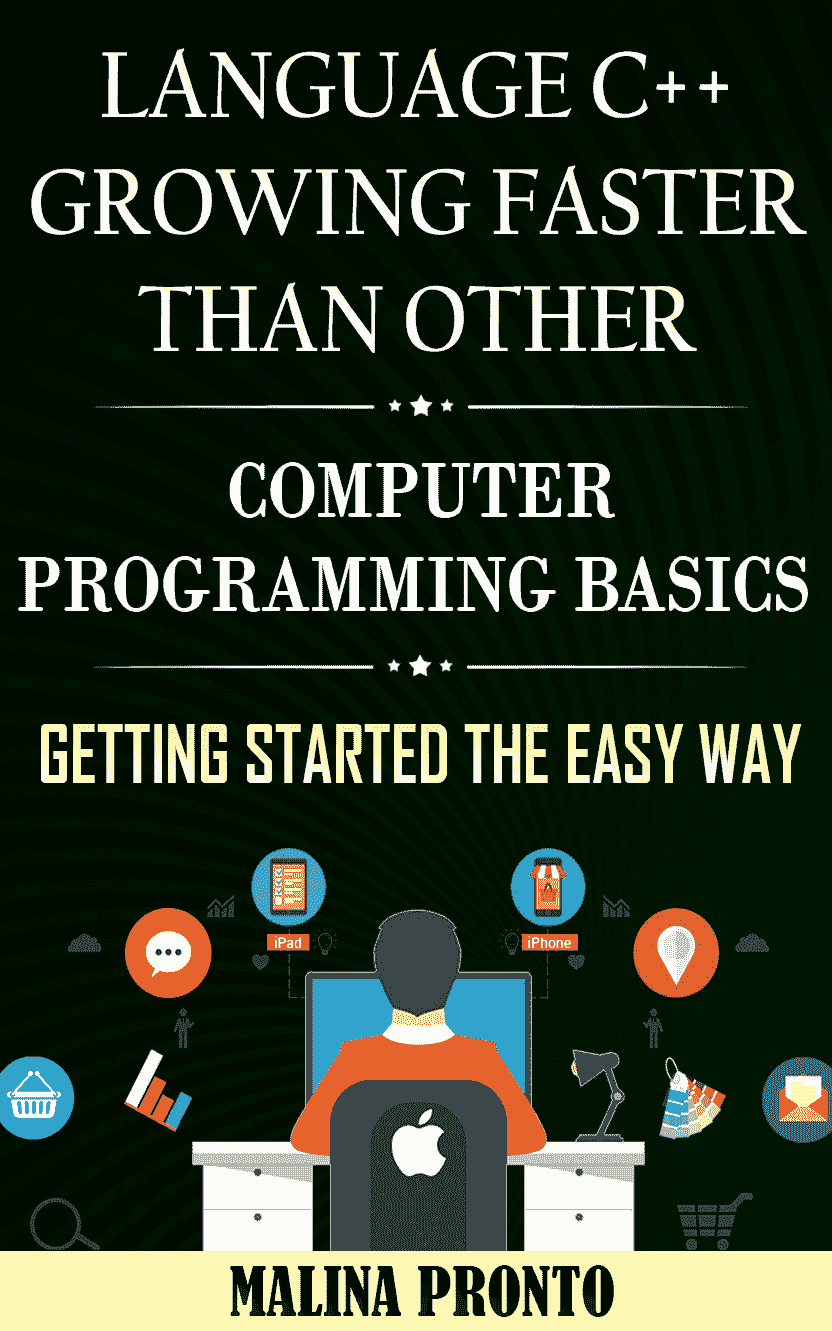 LANGUAGE C++
GROWING FASTER
THAN OTHER
COMPUTER
PROGRAMMING BASICS
GETTING STARTED THE EASY WAY
iPad
iPhone
MALINA PRONTO